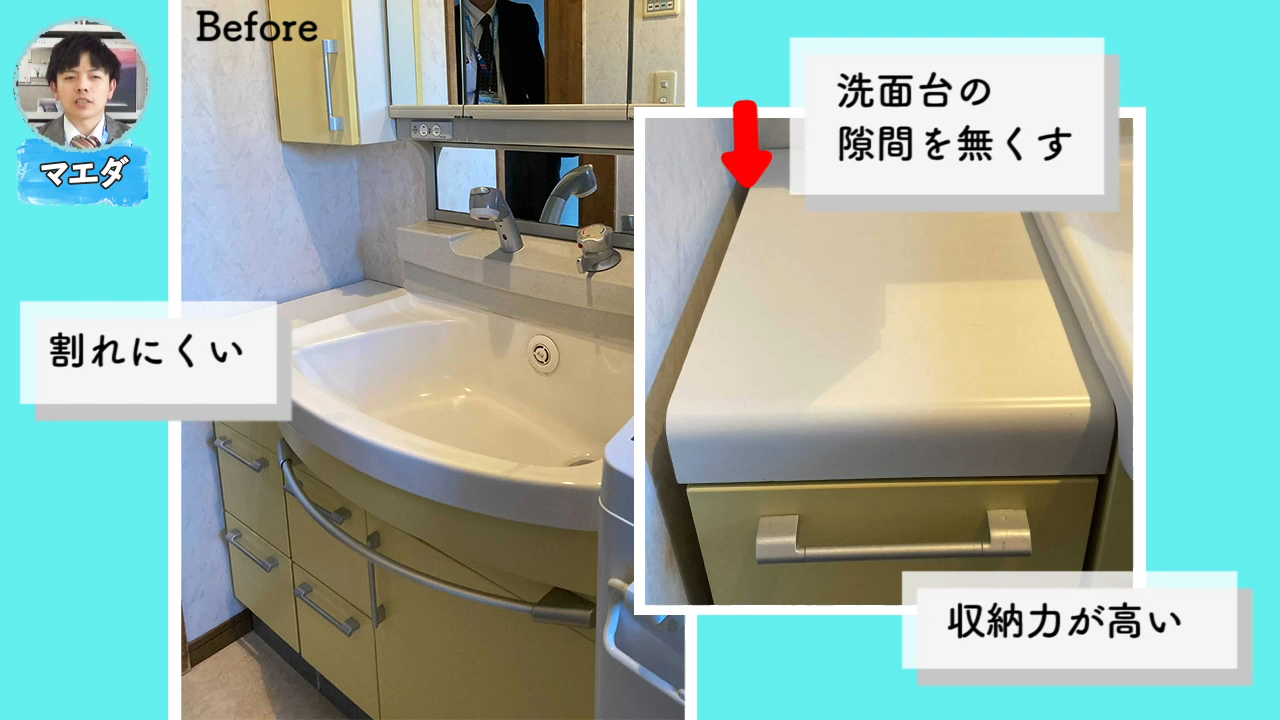 Before
マエダ
洗面台の
隙間を無くす
割れにくい
収納力が高い